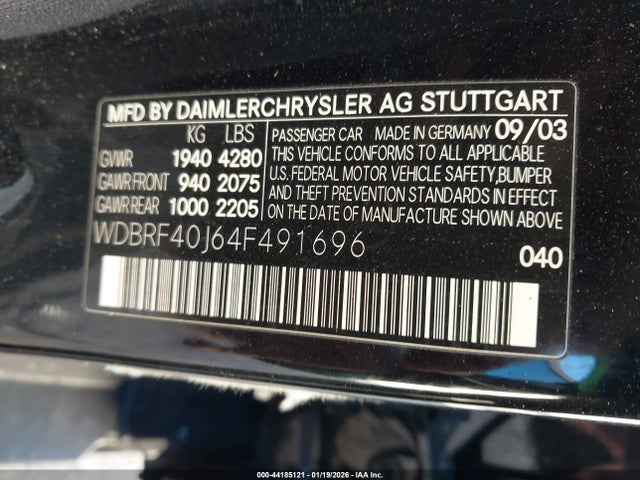 MFD BY DAIMLERCHRYSLER AG STUTTGART
KG LBS
GVWR 1940 4280
GAWR FRONT 940 2075
GAWR REAR 1000 2205
PASSENGER CAR MADE IN GERMANY 09/03
THIS VEHICLE CONFORMS TO ALL APPLICABLE
U.S. FEDERAL MOTOR VEHICLE SAFETY,BUMPER
AND THEFT PREVENTION STANDARDS IN EFFECT
ON THE DATE OF MANUFACTURE SHOWN ABOVE.
WDBRF40J64F491696
040
000-44185121 - 01/19/2026 - IAA Inc.